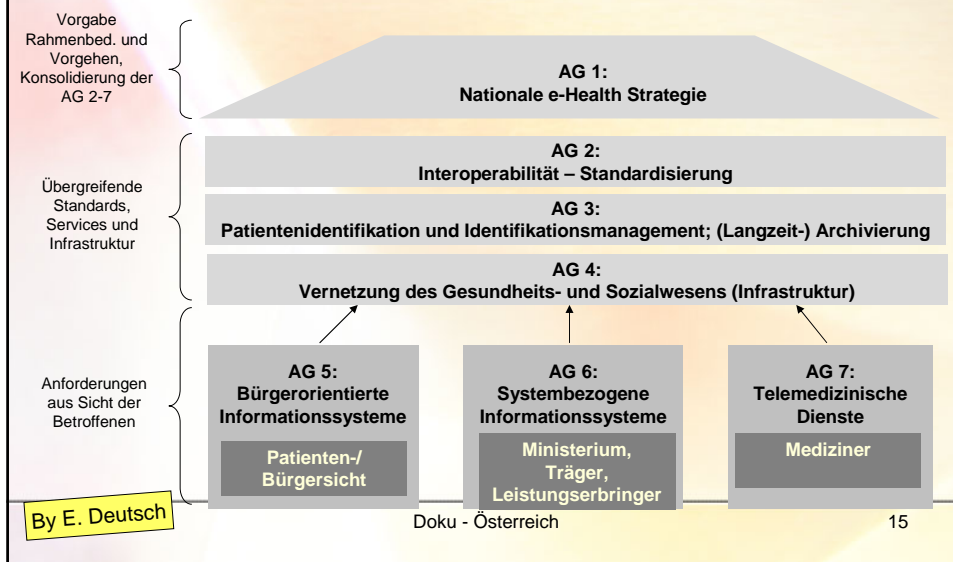 Vorgabe
Rahmenbed. und
Vorgehen,
Konsolidierung der
AG 2-7
AG 1:
Nationale e-Health Strategie
Übergreifende
Standards,
Services und
Infrastruktur
AG 2:
Interoperabilität – Standardisierung
AG 3:
Patientenidentifikation und Identifikationsmanagement; (Langzeit-) Archivierung
AG 4:
Vernetzung des Gesundheits- und Sozialwesens (Infrastruktur)
Anforderungen
aus Sicht der
Betroffenen
AG 5:
Bürgerorientierte
Informationssysteme
Patienten-/
Bürgersicht
AG 6:
Systembezogene
Informationssysteme
Ministerium,
Träger,
Leistungserbringer
AG 7:
Telemedizinische
Dienste
Mediziner
By E. Deutsch
Doku - Österreich
15